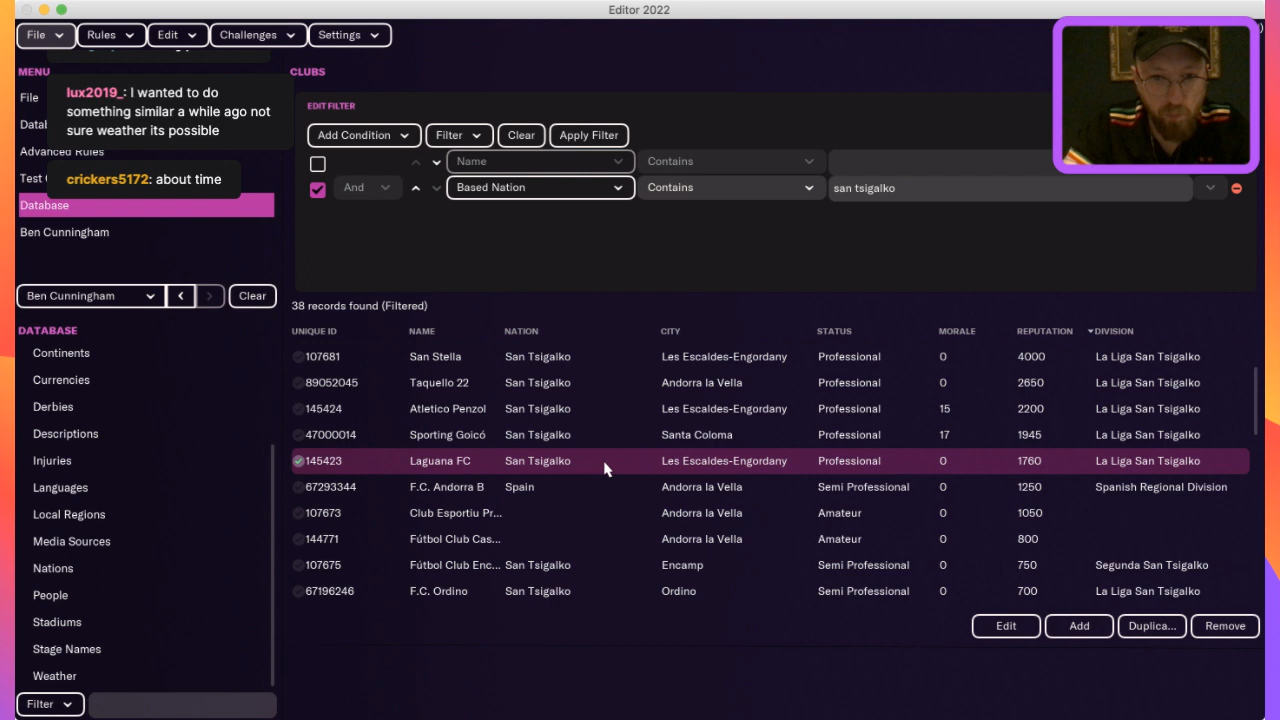 Editor 2022
File Rules Edit Challenges Settings
MENU
File
Advanced Rules
Database
Ben Cunningham
lux2019_: I wanted to do
something similar a while ago not
sure weather its possible
crickers5172: about time
Ben Cunningham < > Clear
DATABASE
Continents
Currencies
Derbies
Descriptions
Injuries
Languages
Local Regions
Media Sources
Nations
People
Stadiums
Stage Names
Weather
Filter
CLUBS
EDIT FILTER
Add Condition Filter Clear Apply Filter
Name Contains
And Based Nation Contains san tsigalko
38 records found (Filtered)
UNIQUE ID NAME NATION CITY STATUS MORALE REPUTATION DIVISION
107681 San Stella San Tsigalko Les Escaldes-Engordany Professional 0 4000 La Liga San Tsigalko
89052045 Taquello 22 San Tsigalko Andorra la Vella Professional 0 2650 La Liga San Tsigalko
145424 Atletico Penzol San Tsigalko Les Escaldes-Engordany Professional 15 2200 La Liga San Tsigalko
47000014 Sporting Goicó San Tsigalko Santa Coloma Professional 17 1945 La Liga San Tsigalko
145423 Laguana FC San Tsigalko Les Escaldes-Engordany Professional 0 1760 La Liga San Tsigalko
67293344 F.C. Andorra B Spain Andorra la Vella Semi Professional 0 1250 Spanish Regional Division
107673 Club Esportiu Pr... Andorra la Vella Amateur 0 1050
144771 Fútbol Club Cas... Andorra la Vella Amateur 0 800
107675 Fútbol Club Enc... San Tsigalko Encamp Semi Professional 0 750 Segunda San Tsigalko
67196246 F.C. Ordino San Tsigalko Ordino Semi Professional 0 700 La Liga San Tsigalko
Edit Add Duplica... Remove